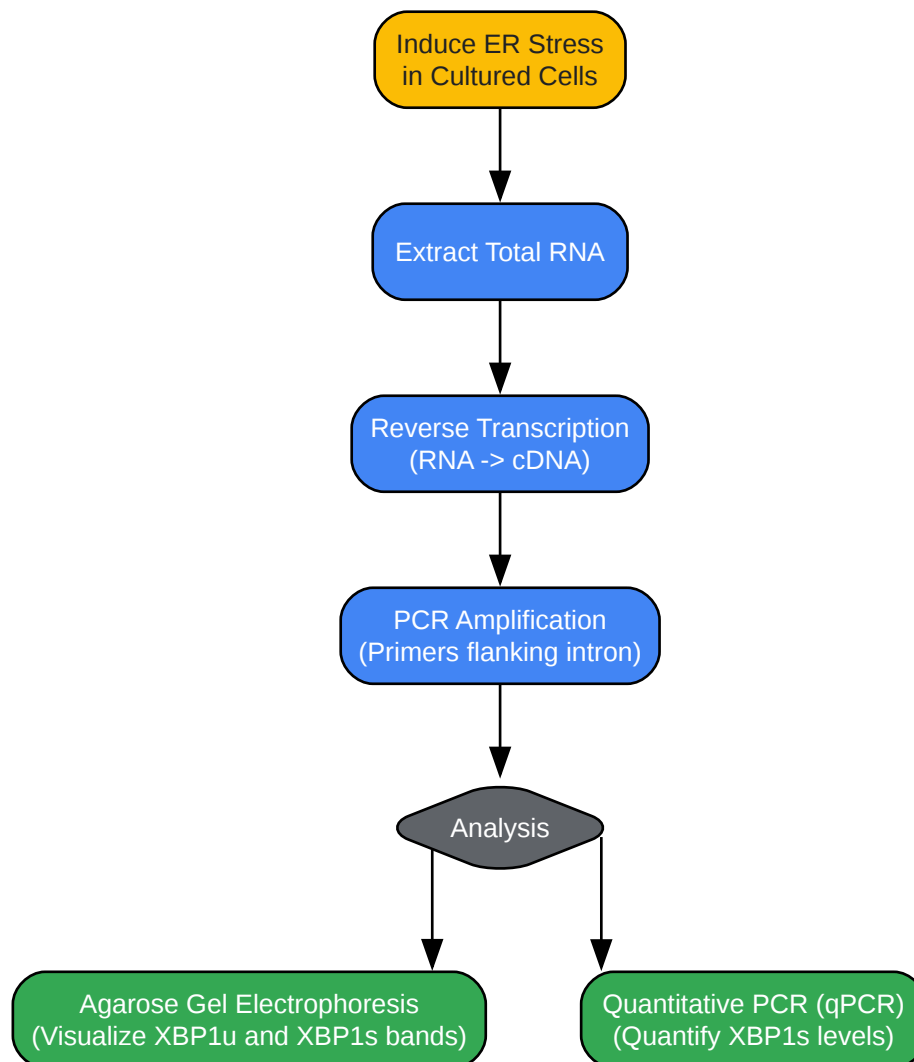 Induce ER Stress
in Cultured Cells
Extract Total RNA
Reverse Transcription
(RNA -> cDNA)
PCR Amplification
(Primers flanking intron)
Analysis
Agarose Gel Electrophoresis
(Visualize XBP1u and XBP1s bands)
Quantitative PCR (qPCR)
(Quantify XBP1s levels)